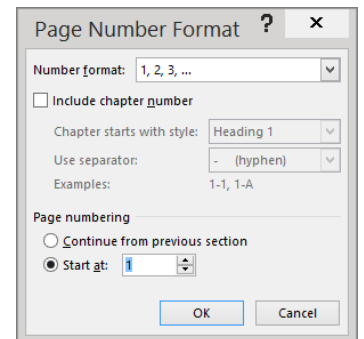 Page Number Format ? ×
Number format: 1, 2, 3, ...
Include chapter number
Chapter starts with style: Heading 1
Use separator: - (hyphen)
Examples: 1-1, 1-A
Page numbering
Continue from previous section
Start at: 1
OK Cancel